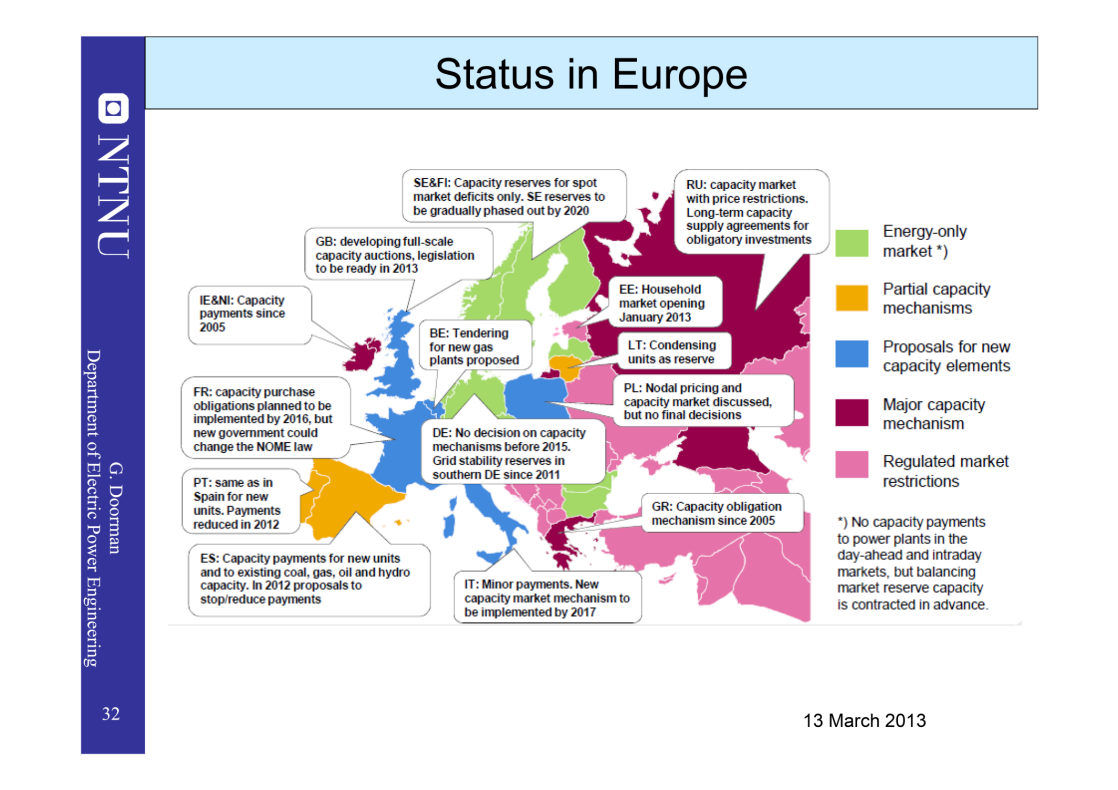 Status in Europe
NTNU
G. Doorman
Department of Electric Power Engineering
32
SE&FI: Capacity reserves for spot
market deficits only. SE reserves to
be gradually phased out by 2020
RU: capacity market
with price restrictions.
Long-term capacity
supply agreements for
obligatory investments
GB: developing full-scale
capacity auctions, legislation
to be ready in 2013
IE&NI: Capacity
payments since
2005
EE: Household
market opening
January 2013
BE: Tendering
for new gas
plants proposed
LT: Condensing
units as reserve
FR: capacity purchase
obligations planned to be
implemented by 2016, but
new government could
change the NOME law
PL: Nodal pricing and
capacity market discussed,
but no final decisions
DE: No decision on capacity
mechanisms before 2015.
Grid stability reserves in
southern DE since 2011
PT: same as in
Spain for new
units. Payments
reduced in 2012
GR: Capacity obligation
mechanism since 2005
ES: Capacity payments for new units
and to existing coal, gas, oil and hydro
capacity. In 2012 proposals to
stop/reduce payments
IT: Minor payments. New
capacity market mechanism to
be implemented by 2017
Energy-only
market *)
Partial capacity
mechanisms
Proposals for new
capacity elements
Major capacity
mechanism
Regulated market
restrictions
*) No capacity payments
to power plants in the
day-ahead and intraday
markets, but balancing
market reserve capacity
is contracted in advance.
13 March 2013